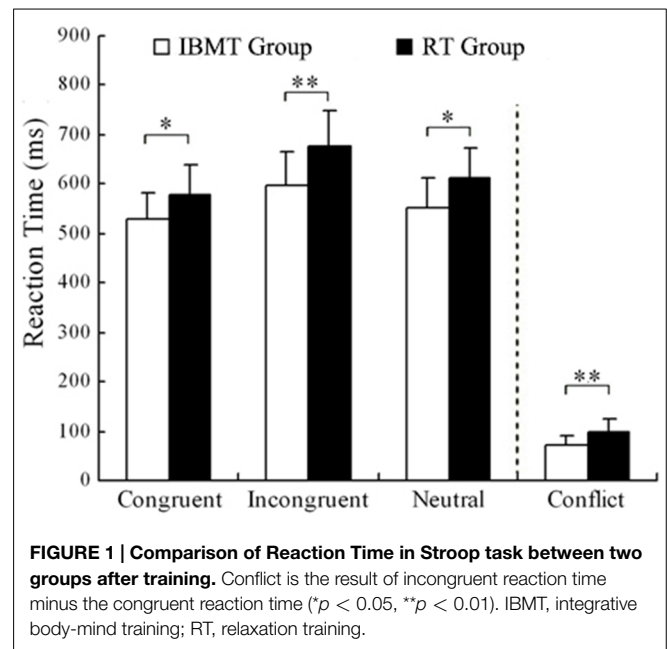 900
IBMT Group
RT Group
800
**
700
*
*
600
500
400
300
200
**
100
0
Reaction Time (ms)
Congruent
Incongruent
Neutral
Conflict
FIGURE 1 | Comparison of Reaction Time in Stroop task between two
groups after training. Conflict is the result of incongruent reaction time
minus the congruent reaction time (*p < 0.05, **p < 0.01). IBMT, integrative
body-mind training; RT, relaxation training.